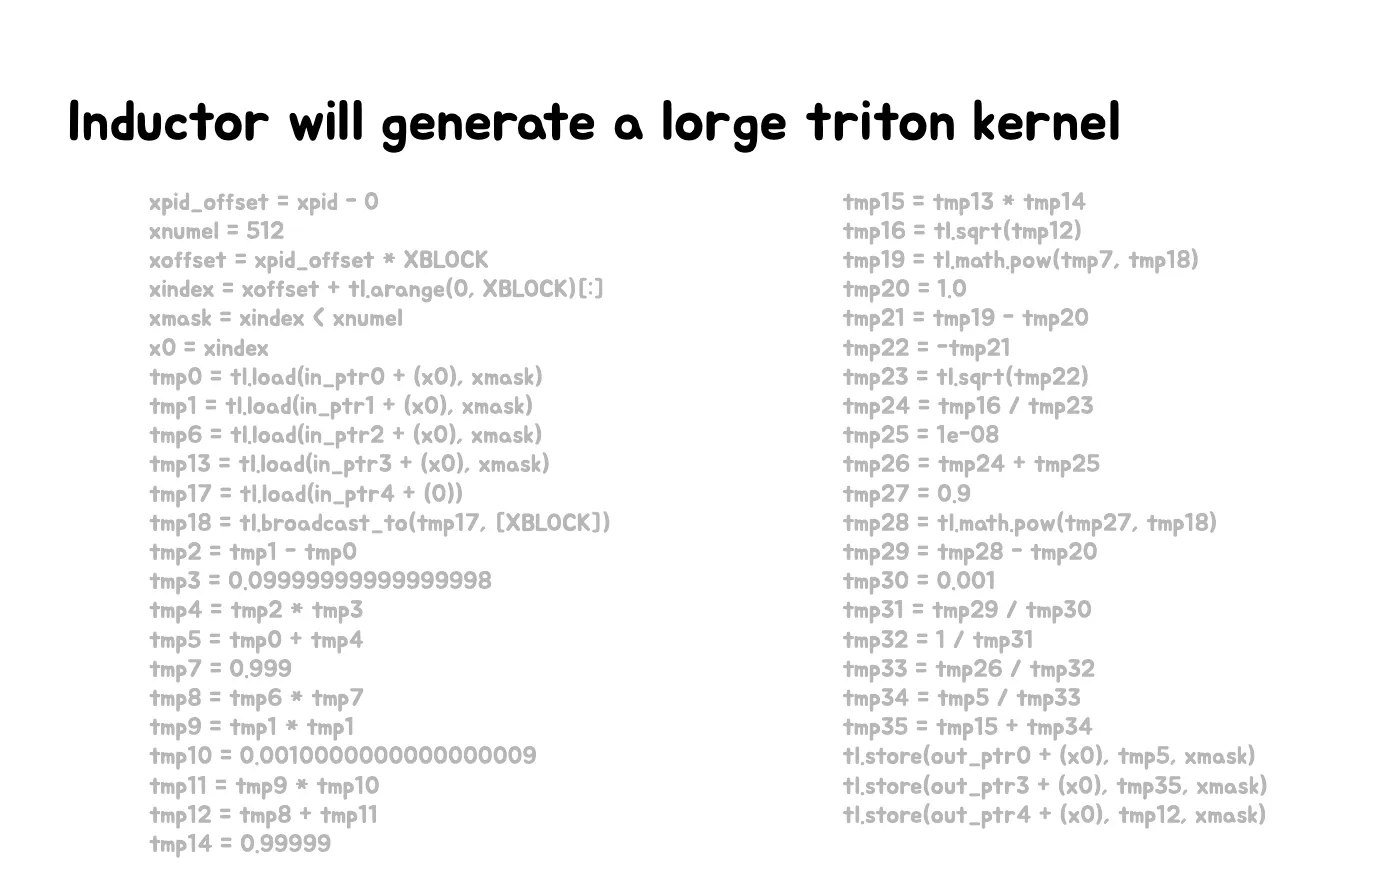 Inductor will generate a lorge triton kernel
xpid_offset = xpid - 0
xnumel = 512
xoffset = xpid_offset * XBLOCK
xindex = xoffset + tl.arange(0, XBLOCK)[:]
xmask = xindex < xnumel
x0 = xindex
tmp0 = tl.load(in_ptr0 + (x0), xmask)
tmp1 = tl.load(in_ptr1 + (x0), xmask)
tmp6 = tl.load(in_ptr2 + (x0), xmask)
tmp13 = tl.load(in_ptr3 + (x0), xmask)
tmp17 = tl.load(in_ptr4 + (0))
tmp18 = tl.broadcast_to(tmp17, [XBLOCK])
tmp2 = tmp1 - tmp0
tmp3 = 0.09999999999999998
tmp4 = tmp2 * tmp3
tmp5 = tmp0 + tmp4
tmp7 = 0.999
tmp8 = tmp6 * tmp7
tmp9 = tmp1 * tmp1
tmp10 = 0.0010000000000000009
tmp11 = tmp9 * tmp10
tmp12 = tmp8 + tmp11
tmp14 = 0.99999
tmp15 = tmp13 * tmp14
tmp16 = tl.sqrt(tmp12)
tmp19 = tl.math.pow(tmp7, tmp18)
tmp20 = 1.0
tmp21 = tmp19 - tmp20
tmp22 = -tmp21
tmp23 = tl.sqrt(tmp22)
tmp24 = tmp16 / tmp23
tmp25 = 1e-08
tmp26 = tmp24 + tmp25
tmp27 = 0.9
tmp28 = tl.math.pow(tmp27, tmp18)
tmp29 = tmp28 - tmp20
tmp30 = 0.001
tmp31 = tmp29 / tmp30
tmp32 = 1 / tmp31
tmp33 = tmp26 / tmp32
tmp34 = tmp5 / tmp33
tmp35 = tmp15 + tmp34
tl.store(out_ptr0 + (x0), tmp5, xmask)
tl.store(out_ptr3 + (x0), tmp35, xmask)
tl.store(out_ptr4 + (x0), tmp12, xmask)